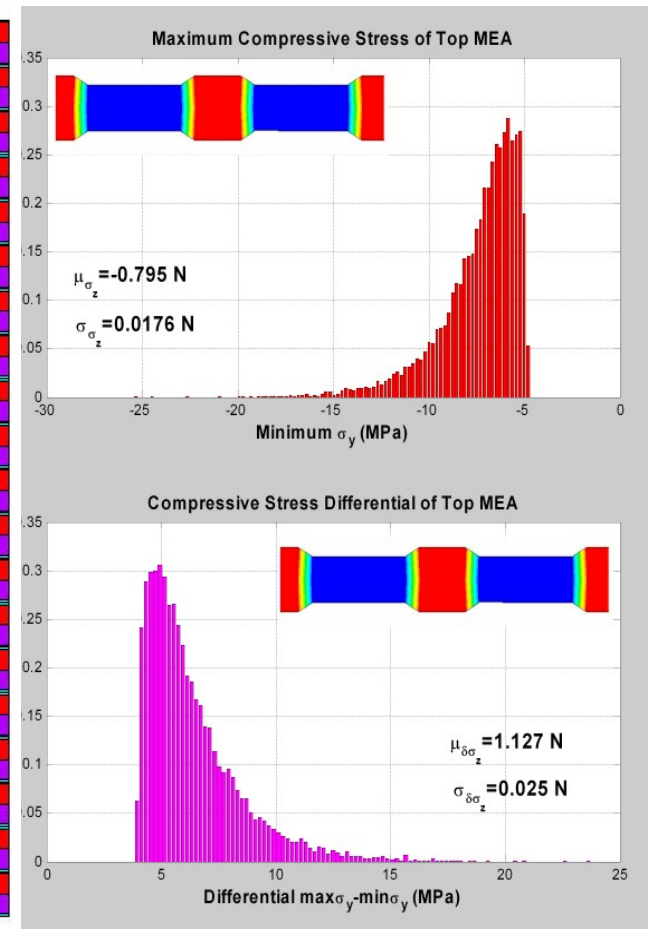 Maximum Compressive Stress of Top MEA
.35
0.3
.25
0.2
.15
0.1
.05
0
μσz=-0.795 N
σσz=0.0176 N
-30 -25 -20 -15 -10 -5 0
Minimum σy (MPa)
Compressive Stress Differential of Top MEA
.35
0.3
.25
0.2
.15
0.1
.05
0
μδσz=1.127 N
σδσz=0.025 N
0 5 10 15 20 25
Differential maxσy-minσy (MPa)